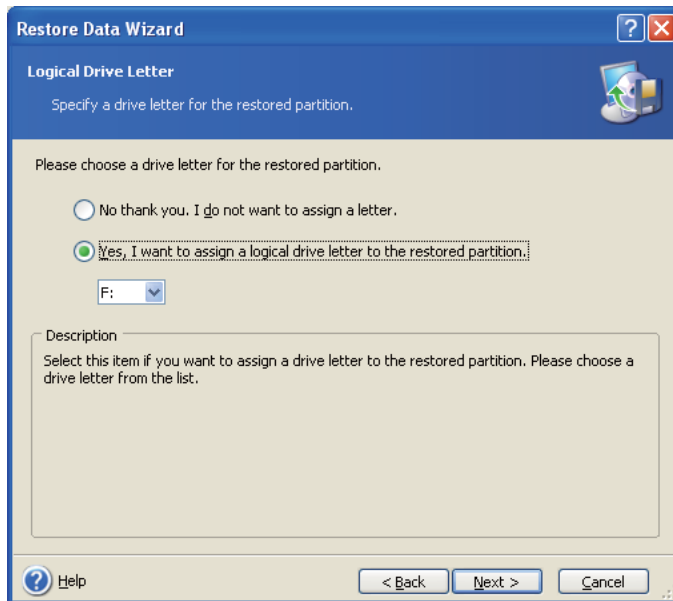 Restore Data Wizard
Logical Drive Letter
Specify a drive letter for the restored partition.
Please choose a drive letter for the restored partition.
No thank you. I do not want to assign a letter.
Yes, I want to assign a logical drive letter to the restored partition.
F:
Description
Select this item if you want to assign a drive letter to the restored partition. Please choose a
drive letter from the list.
Help
< Back
Next >
Cancel